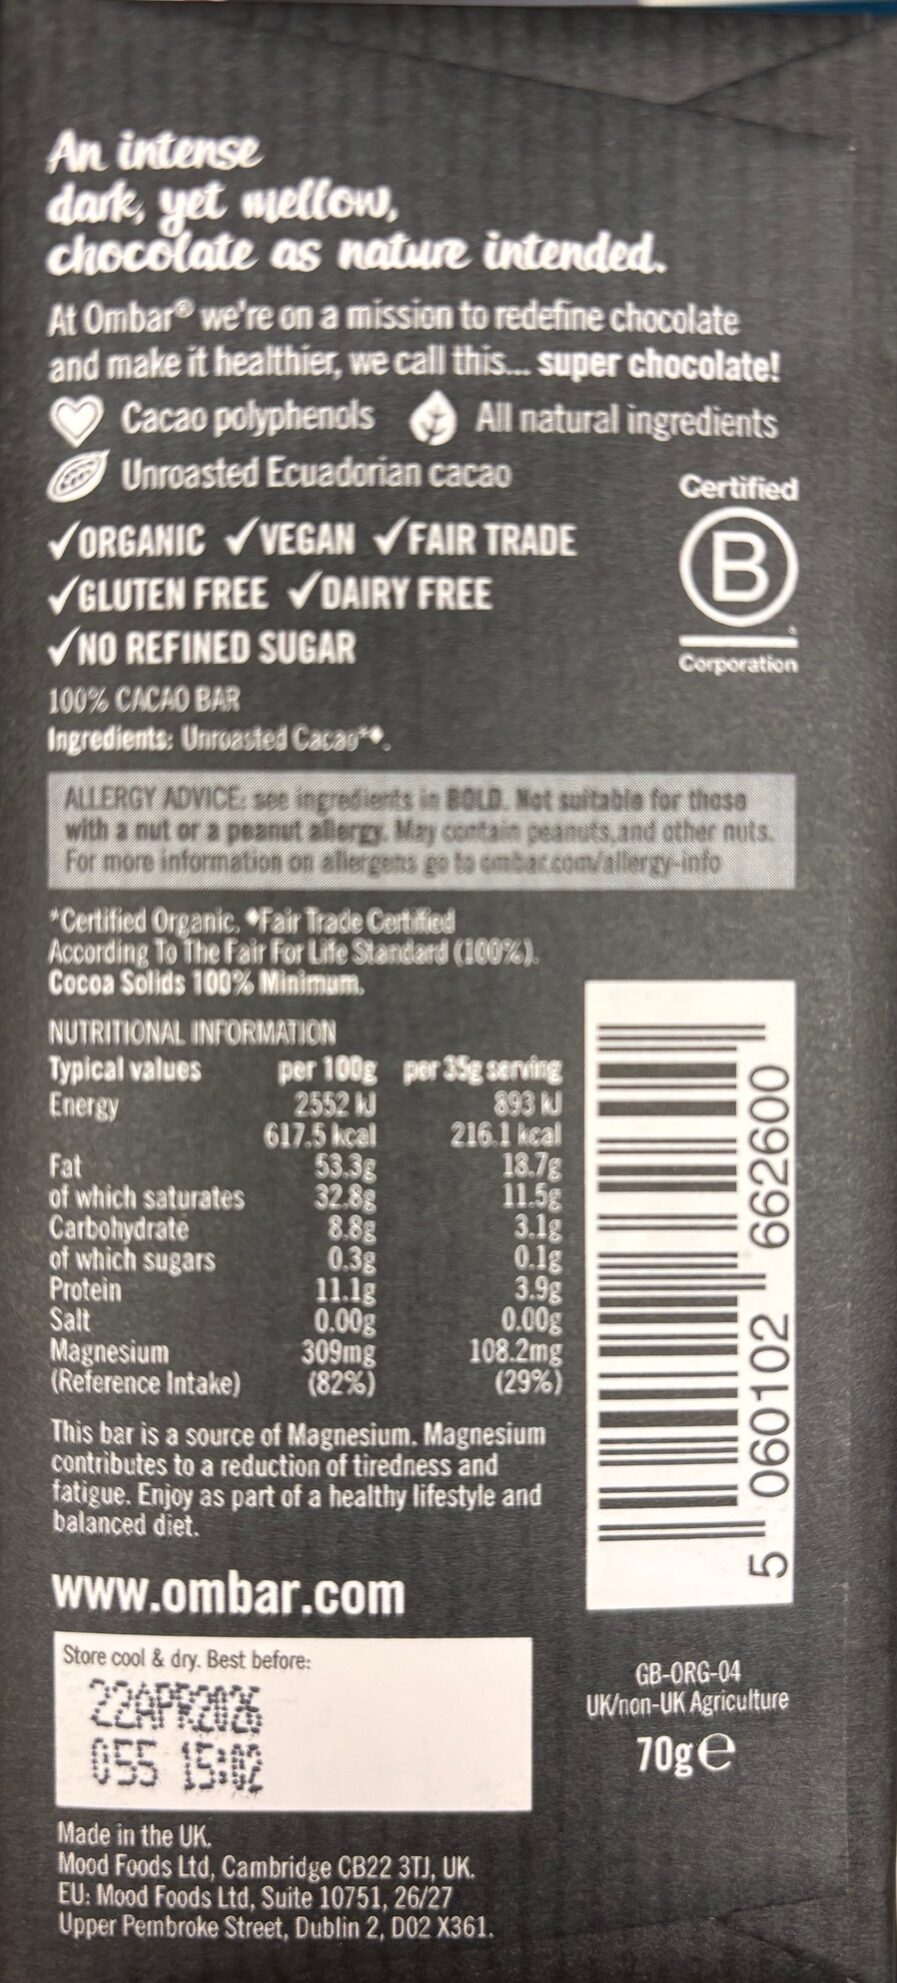 An intense
dark, yet mellow,
chocolate as nature intended.
At Ombar® we're on a mission to redefine chocolate
and make it healthier, we call this... super chocolate!
Cacao polyphenols
All natural ingredients
Unroasted Ecuadorian cacao
✓ORGANIC ✓VEGAN ✓FAIR TRADE
✓GLUTEN FREE ✓DAIRY FREE
✓NO REFINED SUGAR
Certified
B
Corporation
100% CACAO BAR
Ingredients: Unroasted Cacao*♦.
ALLERGY ADVICE: see ingredients in BOLD. Not suitable for those
with a nut or a peanut allergy. May contain peanuts, and other nuts.
For more information on allergens go to ombar.com/allergy-info
*Certified Organic. ♦Fair Trade Certified
According To The Fair For Life Standard (100%).
Cocoa Solids 100% Minimum.
NUTRITIONAL INFORMATION
Typical values per 100g per 35g serving
Energy 2552 kJ 893 kJ
617.5 kcal 216.1 kcal
Fat 53.3g 18.7g
of which saturates 32.8g 11.5g
Carbohydrate 8.8g 3.1g
of which sugars 0.3g 0.1g
Protein 11.1g 3.9g
Salt 0.00g 0.00g
Magnesium 309mg 108.2mg
(Reference Intake) (82%) (29%)
This bar is a source of Magnesium. Magnesium
contributes to a reduction of tiredness and
fatigue. Enjoy as part of a healthy lifestyle and
balanced diet.
www.ombar.com
5 060102 662600
Store cool & dry. Best before:
22APR2026
055 15:02
GB-ORG-04
UK/non-UK Agriculture
70g℮
Made in the UK.
Mood Foods Ltd, Cambridge CB22 3TJ, UK.
EU: Mood Foods Ltd, Suite 10751, 26/27
Upper Pembroke Street, Dublin 2, D02 X361.